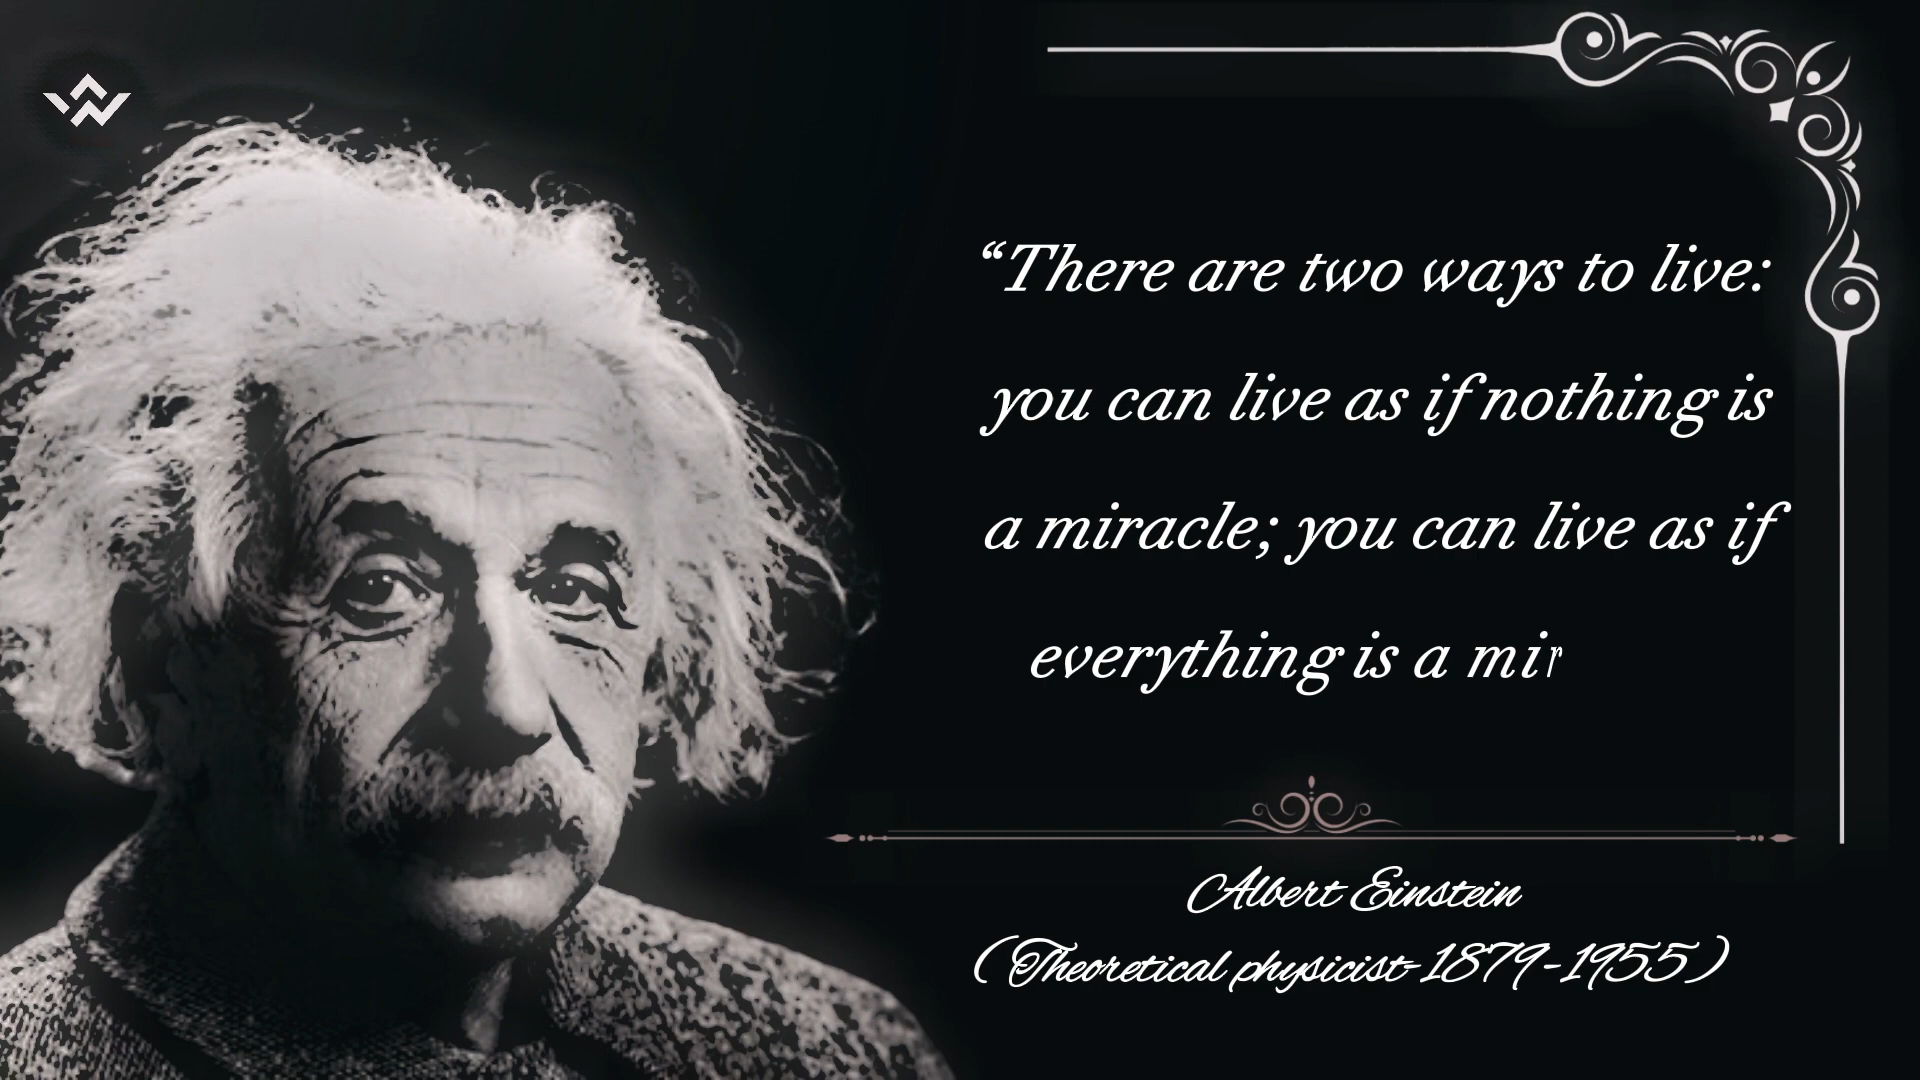 “There are two ways to live:
you can live as if nothing is
a miracle; you can live as if
everything is a mir
Albert Einstein
(Theoretical physicist-1879-1955)